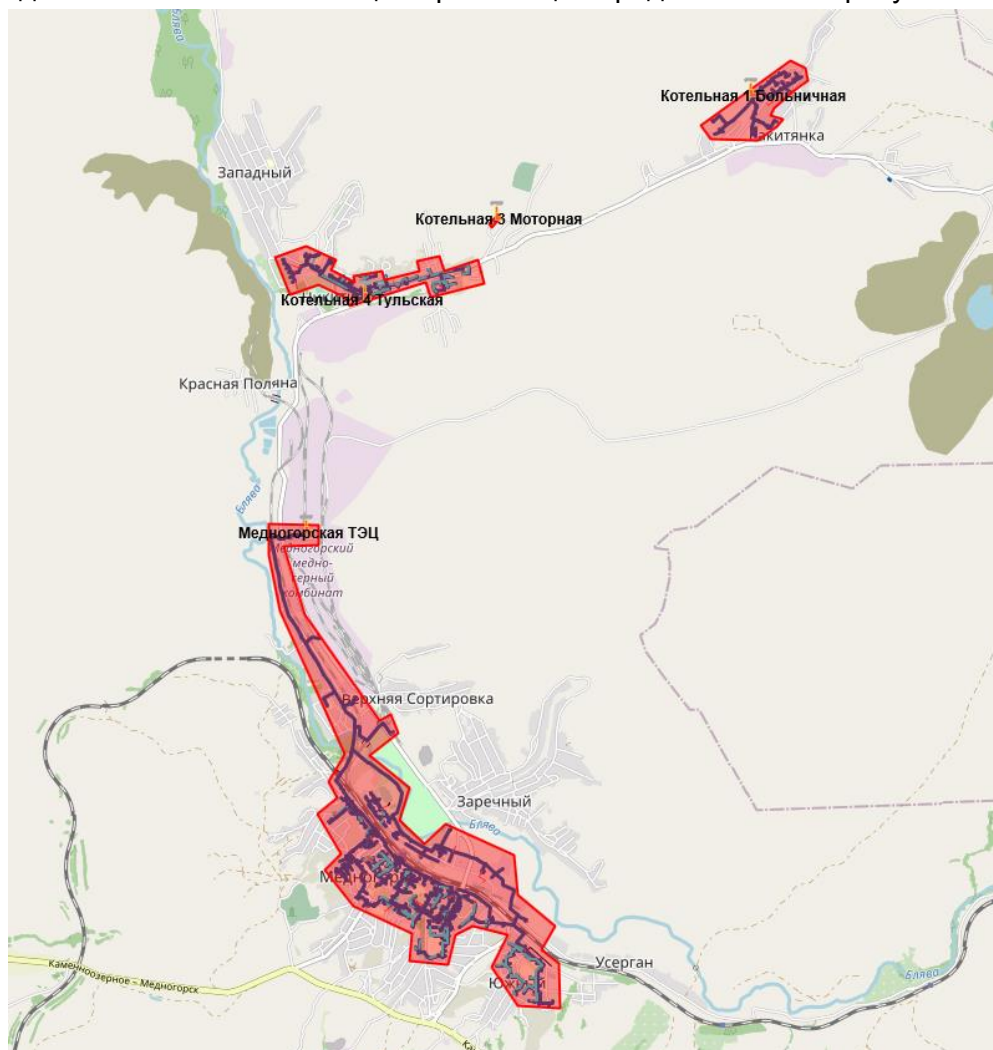 Блява
Котельная 1 Больничная
акитянка
Западный
Котельная 3 Моторная
Котельная 4 Тульская
Красная Поляна
Блява
Медногорская ТЭЦ
Медногорский
медно-
серный
комбинат
Верхняя Сортировка
Заречный
Блява
Усерган
Южный
Каменноозерное – Медногорск
Блява